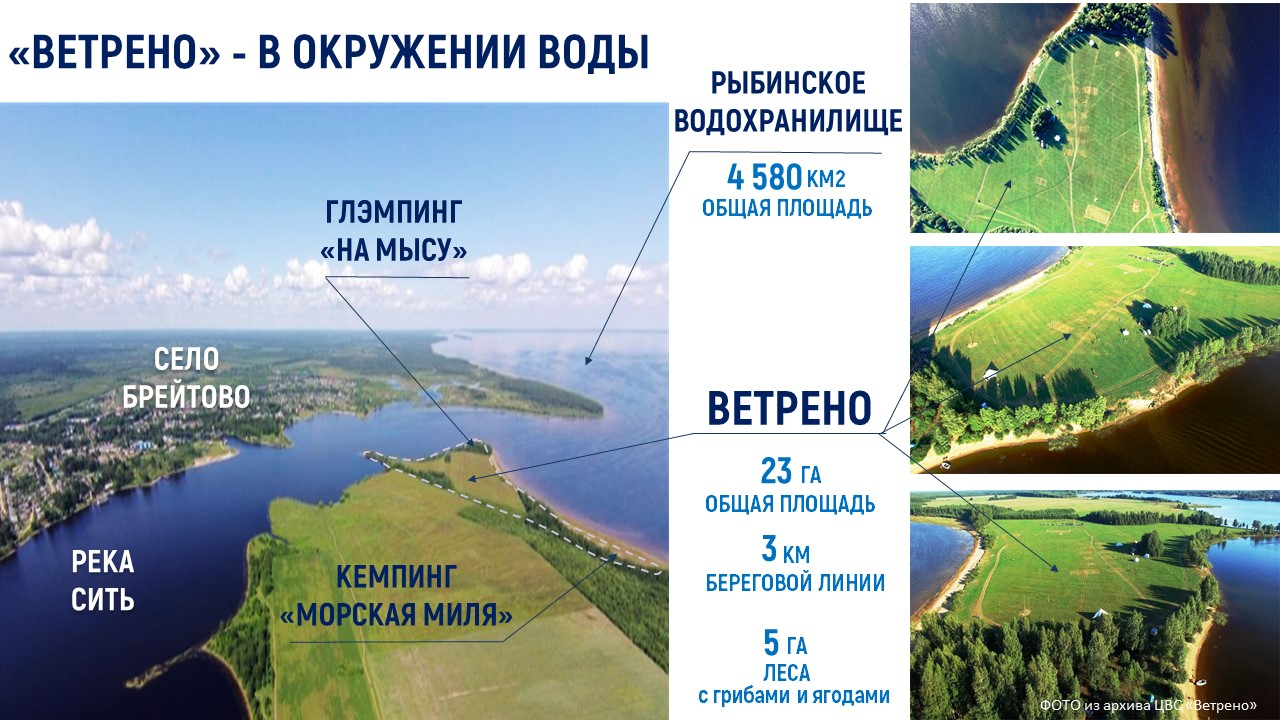 «ВЕТРЕНО» - В ОКРУЖЕНИИ ВОДЫ
РЫБИНСКОЕ
ВОДОХРАНИЛИЩЕ
4 580 КМ2
ОБЩАЯ ПЛОЩАДЬ
ГЛЭМПИНГ
«НА МЫСУ»
СЕЛО
БРЕЙТОВО
РЕКА
СИТЬ
КЕМПИНГ
«МОРСКАЯ МИЛЯ»
ВЕТРЕНО
23 ГА
ОБЩАЯ ПЛОЩАДЬ
3 КМ
БЕРЕГОВОЙ ЛИНИИ
5 ГА
ЛЕСА
с грибами и ягодами
ФОТО из архива ЦВС «Ветрено»